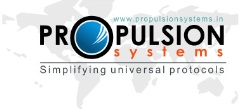 www.propulsionsystems.in
PROPULSION
systems
Simplifying universal protocols